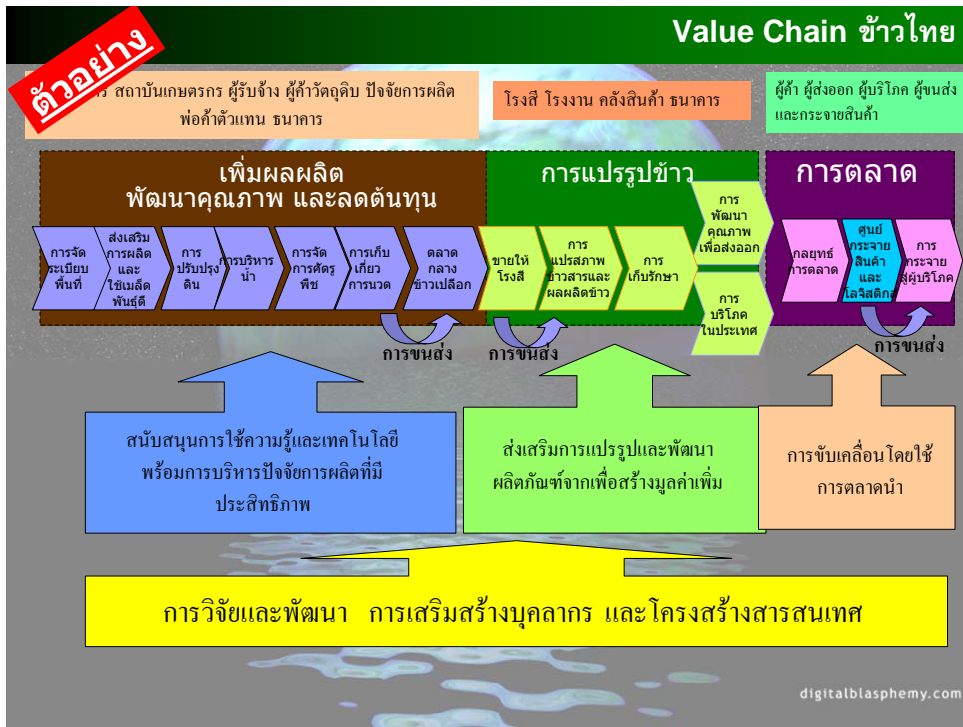 Value Chain ข้าวไทย
ตัวอย่าง
สถาบันเกษตรกร ผู้รับจ้าง ผู้ค้าวัตถุดิบ ปัจจัยการผลิต
พ่อค้าตัวแทน ธนาคาร
โรงสี โรงงาน คลังสินค้า ธนาคาร
ผู้ค้า ผู้ส่งออก ผู้บริโภค ผู้ขนส่ง
และกระจายสินค้า
เพิ่มผลผลิต
พัฒนาคุณภาพ และลดต้นทุน
การแปรรูปข้าว
การตลาด
การจัด
ระเบียบ
พื้นที่
ส่งเสริม
การผลิต
และ
ใช้เมล็ด
พันธุ์ดี
การ
ปรับปรุง
ดิน
การบริหาร
น้ำ
การจัด
การศัตรู
พืช
การเก็บ
เกี่ยว
การนวด
ตลาด
กลาง
ข้าวเปลือก
ขายให้
โรงสี
การ
แปรสภาพ
ข้าวสารและ
ผลผลิตข้าว
การ
เก็บรักษา
การ
พัฒนา
คุณภาพ
เพื่อส่งออก
การ
บริโภค
ในประเทศ
กลยุทธ์
การตลาด
ศูนย์
กระจาย
สินค้า
และ
โลจิสติกส์
การ
กระจาย
สู่ผู้บริโภค
การขนส่ง
การขนส่ง
การขนส่ง
สนับสนุนการใช้ความรู้และเทคโนโลยี
พร้อมการบริหารปัจจัยการผลิตที่มี
ประสิทธิภาพ
ส่งเสริมการแปรรูปและพัฒนา
ผลิตภัณฑ์จากเพื่อสร้างมูลค่าเพิ่ม
การขับเคลื่อนโดยใช้
การตลาดนำ
การวิจัยและพัฒนา การเสริมสร้างบุคลากร และโครงสร้างสารสนเทศ
digitalblasphemy.com